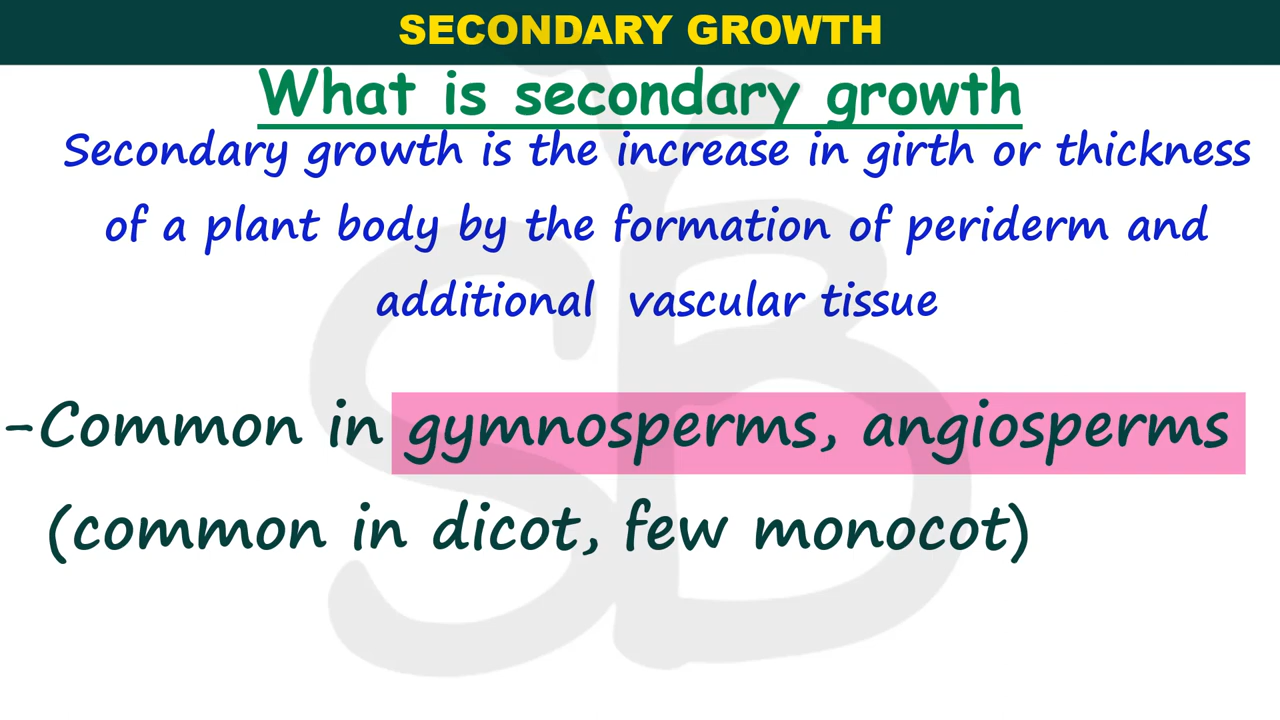 SECONDARY GROWTH
What is secondary growth
Secondary growth is the increase in girth or thickness
of a plant body by the formation of periderm and
additional vascular tissue
-Common in gymnosperms, angiosperms
(common in dicot, few monocot)
SB